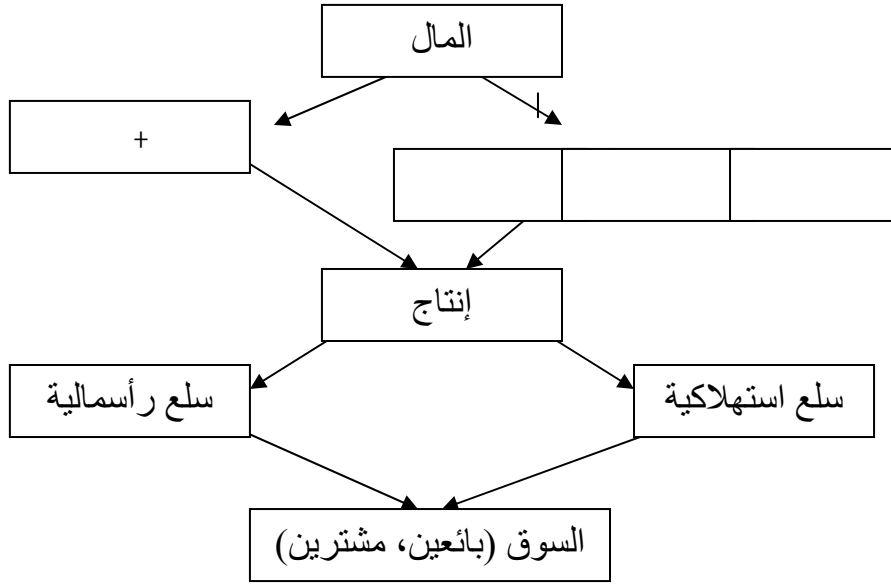 المال
+
إنتاج
سلع استهلاكية
سلع رأسمالية
السوق (بائعين، مشترين)